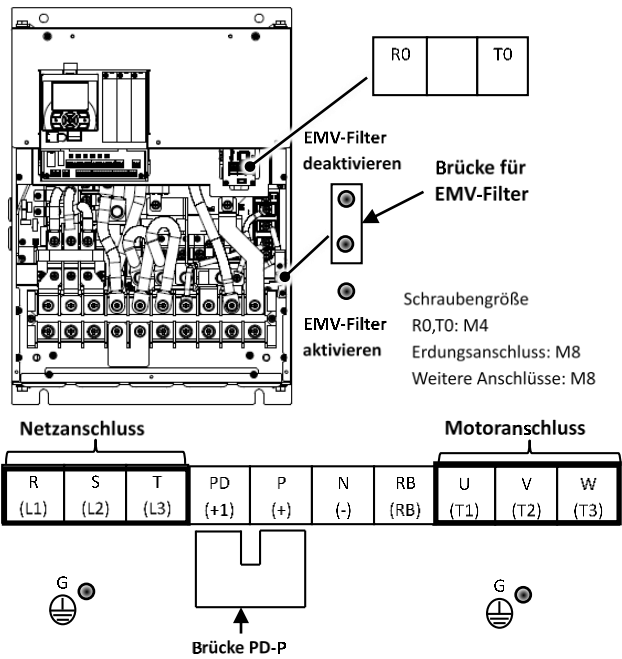 R0 T0
EMV-Filter
deaktivieren
Brücke für
EMV-Filter
EMV-Filter
aktivieren
Schraubengröße
R0,T0: M4
Erdungsanschluss: M8
Weitere Anschlüsse: M8
Netzanschluss
Motoranschluss
R S T PD P N RB U V W
(L1) (L2) (L3) (+1) (+) (-) (RB) (T1) (T2) (T3)
G
G
Brücke PD-P